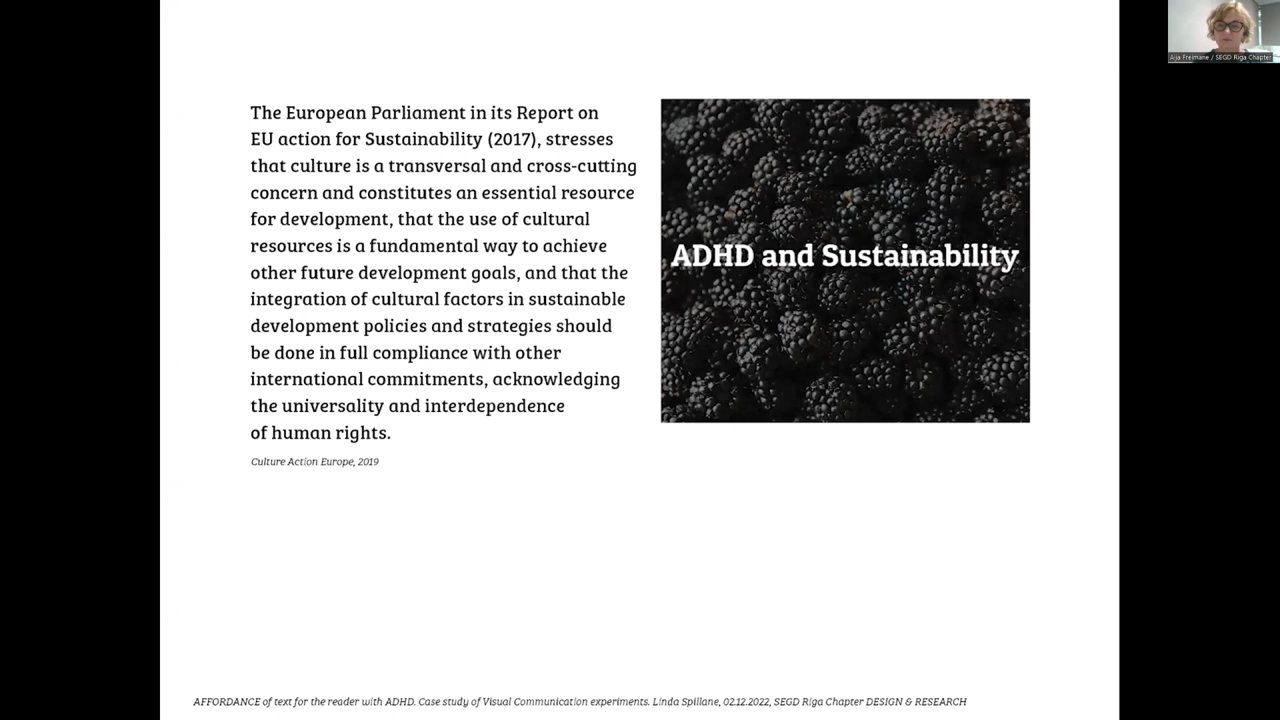 Aija Freimane / SEGD Riga Chapter
The European Parliament in its Report on
EU action for Sustainability (2017), stresses
that culture is a transversal and cross-cutting
concern and constitutes an essential resource
for development, that the use of cultural
resources is a fundamental way to achieve
other future development goals, and that the
integration of cultural factors in sustainable
development policies and strategies should
be done in full compliance with other
international commitments, acknowledging
the universality and interdependence
of human rights.
Culture Action Europe, 2019
ADHD and Sustainability
AFFORDANCE of text for the reader with ADHD. Case study of Visual Communication experiments. Linda Spillane, 02.12.2022, SEGD Riga Chapter DESIGN & RESEARCH